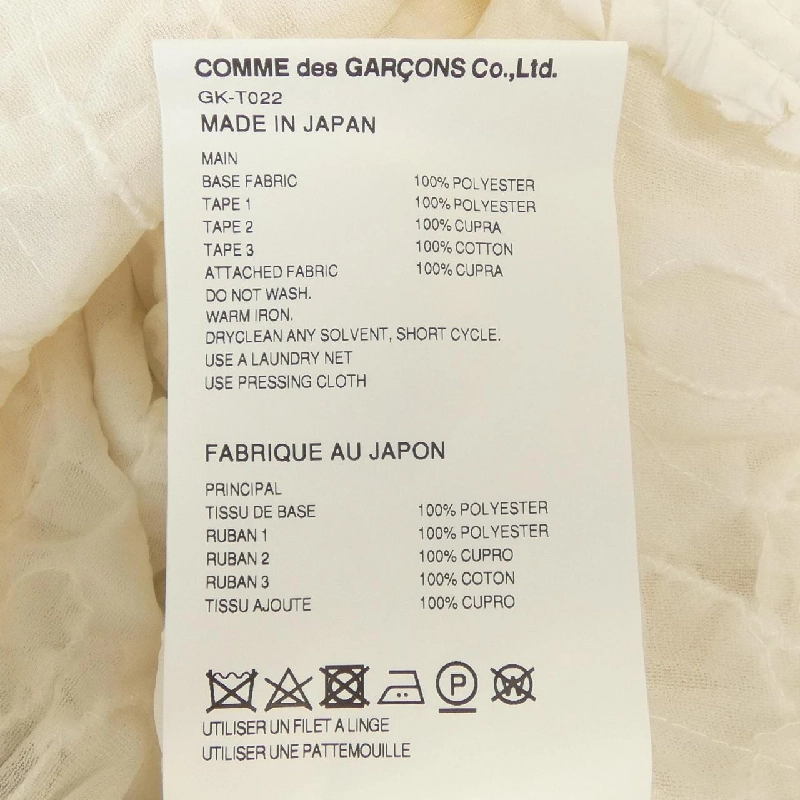 COMME des GARÇONS Co.,Ltd.
GK-T022
MADE IN JAPAN
MAIN
BASE FABRIC 100% POLYESTER
TAPE 1 100% POLYESTER
TAPE 2 100% CUPRA
TAPE 3 100% COTTON
ATTACHED FABRIC 100% CUPRA
DO NOT WASH.
WARM IRON.
DRYCLEAN ANY SOLVENT, SHORT CYCLE.
USE A LAUNDRY NET
USE PRESSING CLOTH
FABRIQUE AU JAPON
PRINCIPAL
TISSU DE BASE 100% POLYESTER
RUBAN 1 100% POLYESTER
RUBAN 2 100% CUPRO
RUBAN 3 100% COTON
TISSU AJOUTE 100% CUPRO
P W
UTILISER UN FILET A LINGE
UTILISER UNE PATTEMOUILLE